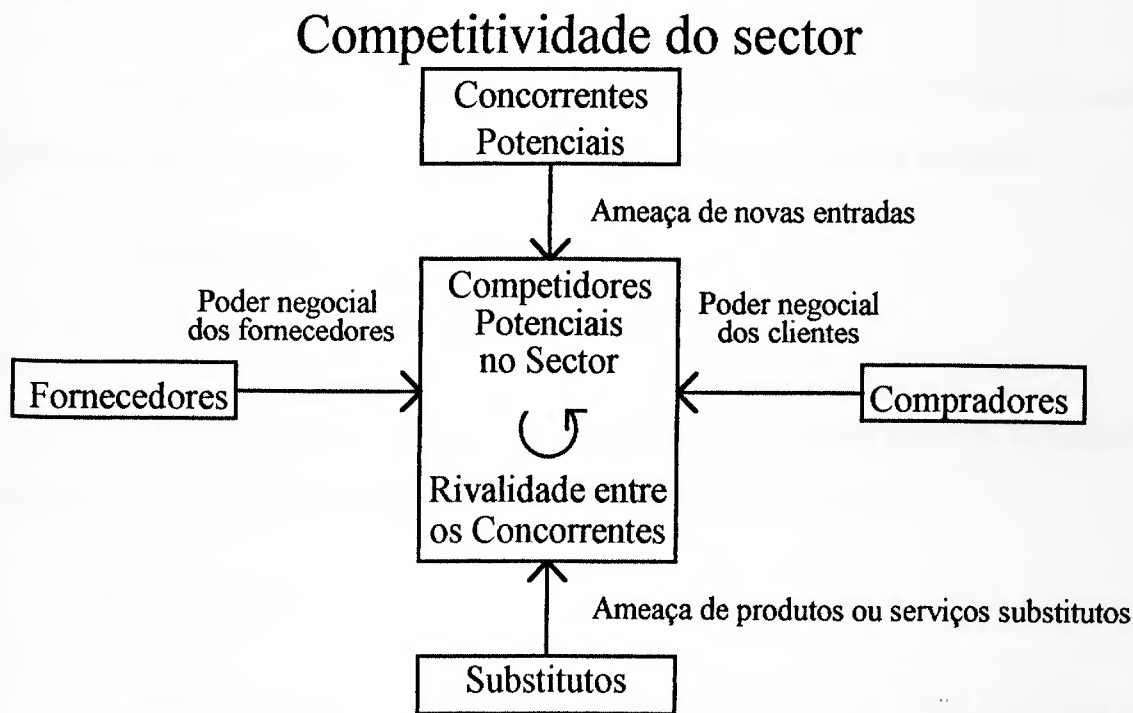 Competitividade do sector
Concorrentes
Potenciais
Ameaça de novas entradas
Poder negocial
dos fornecedores
Competidores
Potenciais
no Sector
Poder negocial
dos clientes
Fornecedores
Compradores
Rivalidade entre
os Concorrentes
Ameaça de produtos ou serviços substitutos
Substitutos